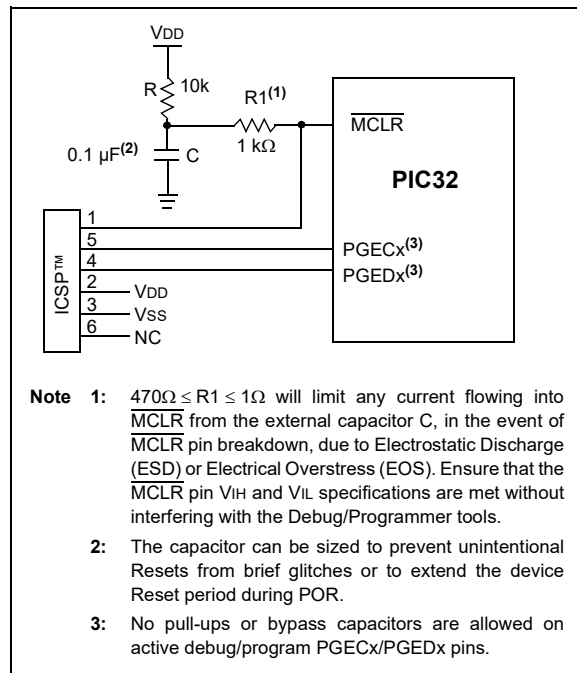 VDD
R 10k
R1(1)
0.1 µF(2) C
1 kΩ
MCLR
PIC32
ICSP™
1
5
4
2
3
6
PGECx(3)
PGEDx(3)
VDD
VSS
NC
Note 1: 470Ω ≤ R1 ≤ 1Ω will limit any current flowing into
MCLR from the external capacitor C, in the event of
MCLR pin breakdown, due to Electrostatic Discharge
(ESD) or Electrical Overstress (EOS). Ensure that the
MCLR pin VIH and VIL specifications are met without
interfering with the Debug/Programmer tools.
2: The capacitor can be sized to prevent unintentional
Resets from brief glitches or to extend the device
Reset period during POR.
3: No pull-ups or bypass capacitors are allowed on
active debug/program PGECx/PGEDx pins.